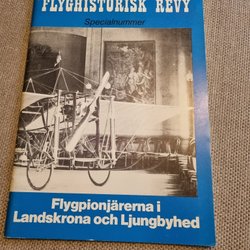 FLYGHISTORISK REVY
Specialnummer
Flygpionjärerna i
Landskrona och Ljungbyhed